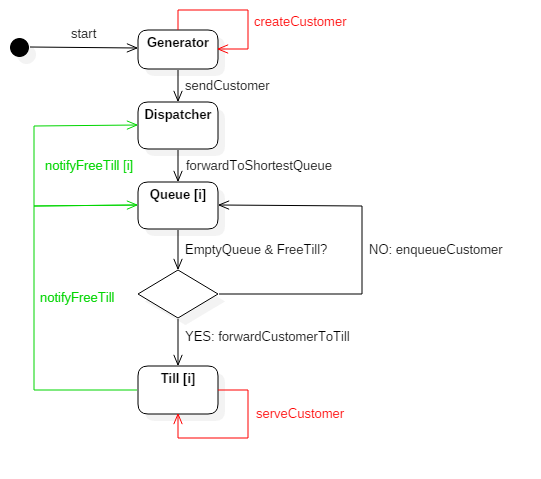 createCustomer
start
Generator
sendCustomer
Dispatcher
notifyFreeTill [i]
forwardToShortestQueue
Queue [i]
EmptyQueue & FreeTill?
NO: enqueueCustomer
notifyFreeTill
YES: forwardCustomerToTill
Till [i]
serveCustomer